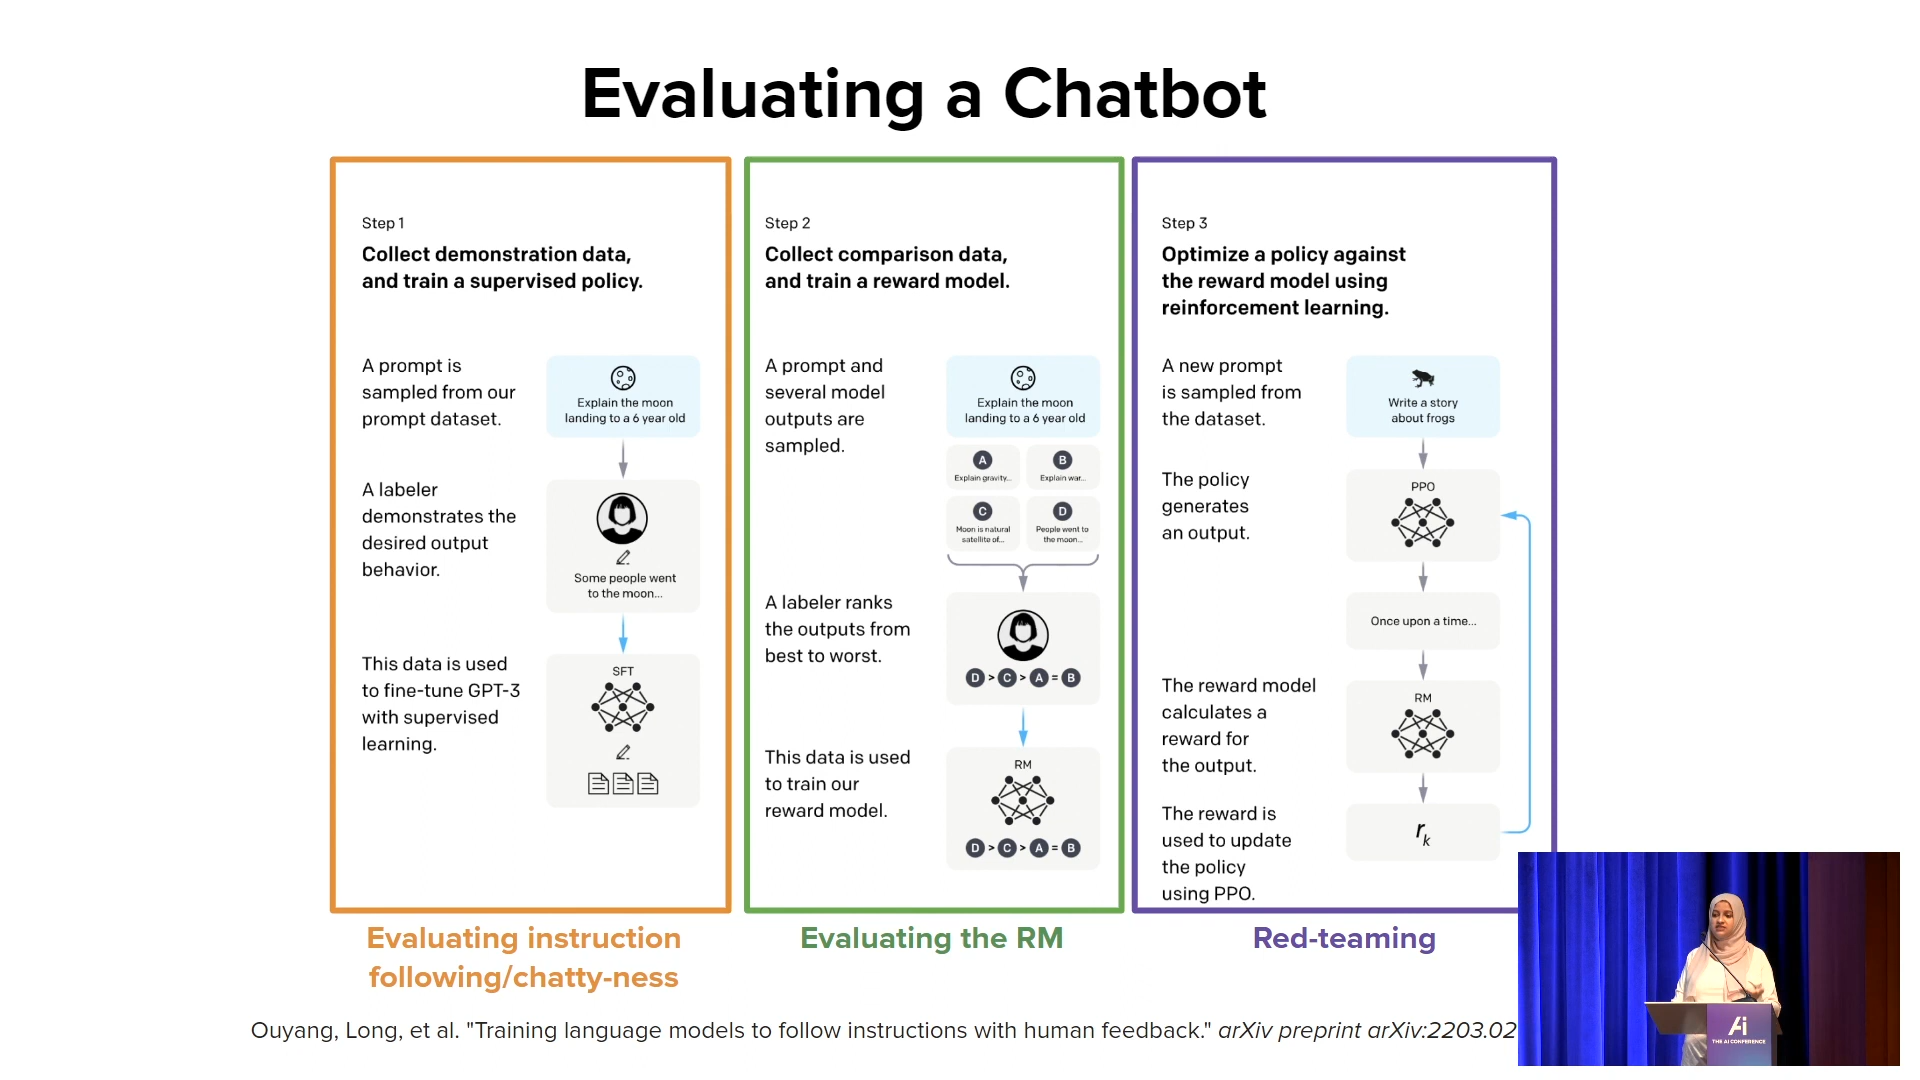 Evaluating a Chatbot
Step 1
Collect demonstration data,
and train a supervised policy.
A prompt is
sampled from our
prompt dataset.
Explain the moon
landing to a 6 year old
A labeler
demonstrates the
desired output
behavior.
Some people went
to the moon...
This data is used
to fine-tune GPT-3
with supervised
learning.
SFT
Evaluating instruction
following/chatty-ness
Step 2
Collect comparison data,
and train a reward model.
A prompt and
several model
outputs are
sampled.
Explain the moon
landing to a 6 year old
A
Explain gravity...
B
Explain war...
C
Moon is natural
satellite of...
D
People went to
the moon...
A labeler ranks
the outputs from
best to worst.
D > C > A = B
This data is used
to train our
reward model.
RM
D > C > A = B
Evaluating the RM
Step 3
Optimize a policy against
the reward model using
reinforcement learning.
A new prompt
is sampled from
the dataset.
Write a story
about frogs
The policy
generates
an output.
PPO
Once upon a time...
The reward model
calculates a
reward for
the output.
RM
The reward is
used to update
the policy
using PPO.
rk
Red-teaming
Ouyang, Long, et al. "Training language models to follow instructions with human feedback." arXiv preprint arXiv:2203.02
Ai
THE AI CONFERENCE